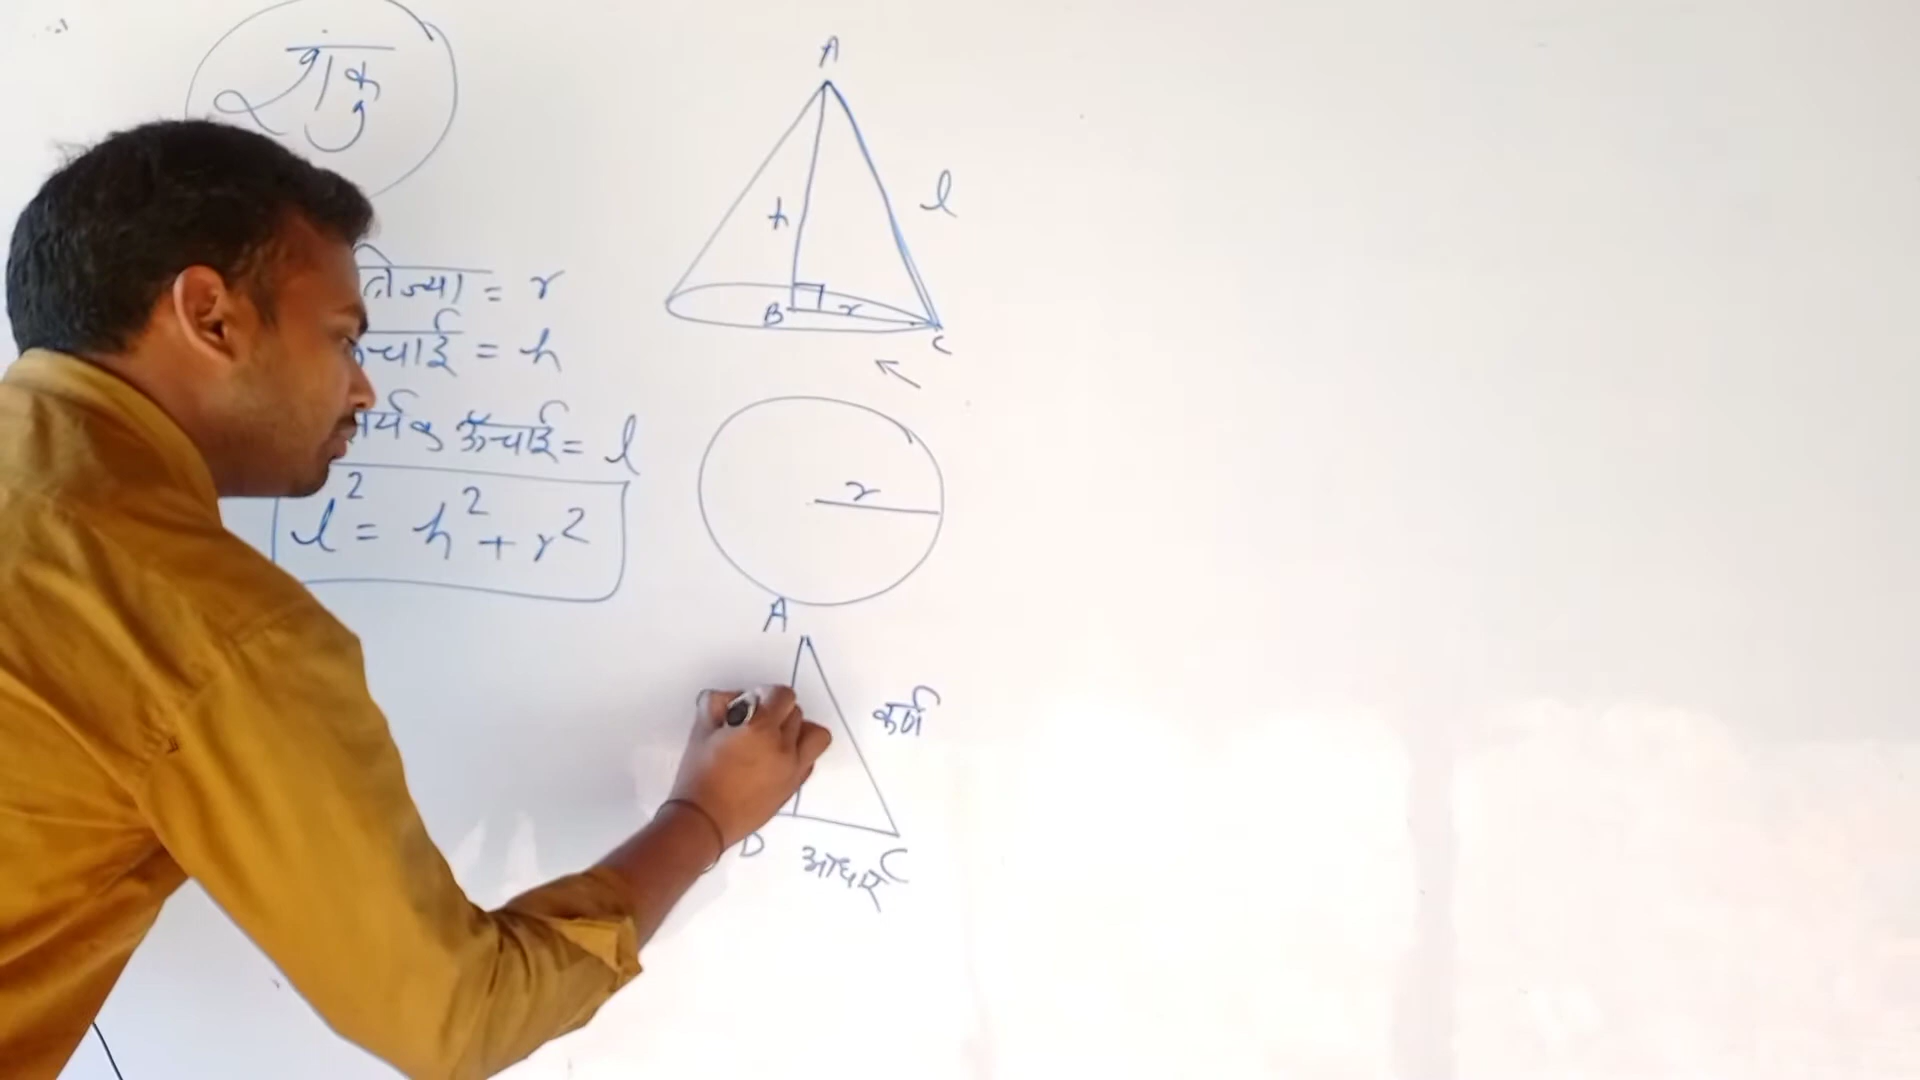 शंकु
त्रिज्या = r
ऊँचाई = h
तिर्यक ऊँचाई = l
l² = h² + r²
A
h
l
B
r
C
r
A
कर्ण
D
आधार
C